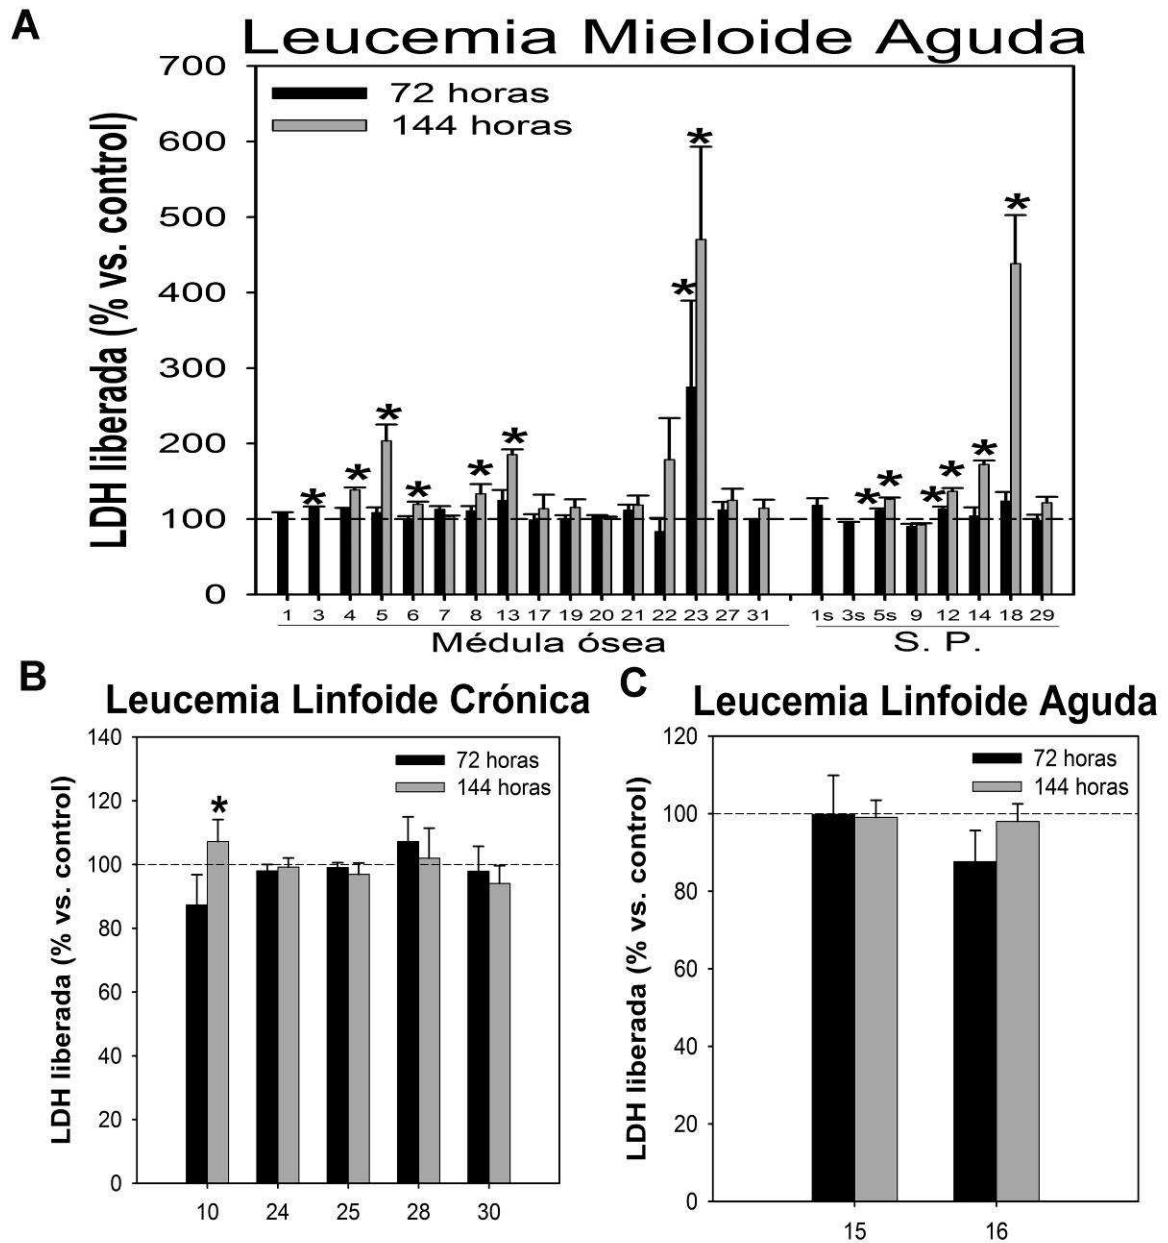 A
Leucemia Mieloide Aguda
LDH liberada (% vs. control)
700
600
500
400
300
200
100
0
72 horas
144 horas
*
*
*
*
*
*
*
*
*
*
*
*
*
*
1 3 4 5 6 7 8 13 17 19 20 21 22 23 27 31 1s 3s 5s 9 12 14 18 29
Médula ósea S. P.
B
Leucemia Linfoide Crónica
LDH liberada (% vs. control)
140
120
100
80
60
40
20
0
72 horas
144 horas
*
10 24 25 28 30
C
Leucemia Linfoide Aguda
LDH liberada (% vs. control)
120
100
80
60
40
20
0
72 horas
144 horas
15 16